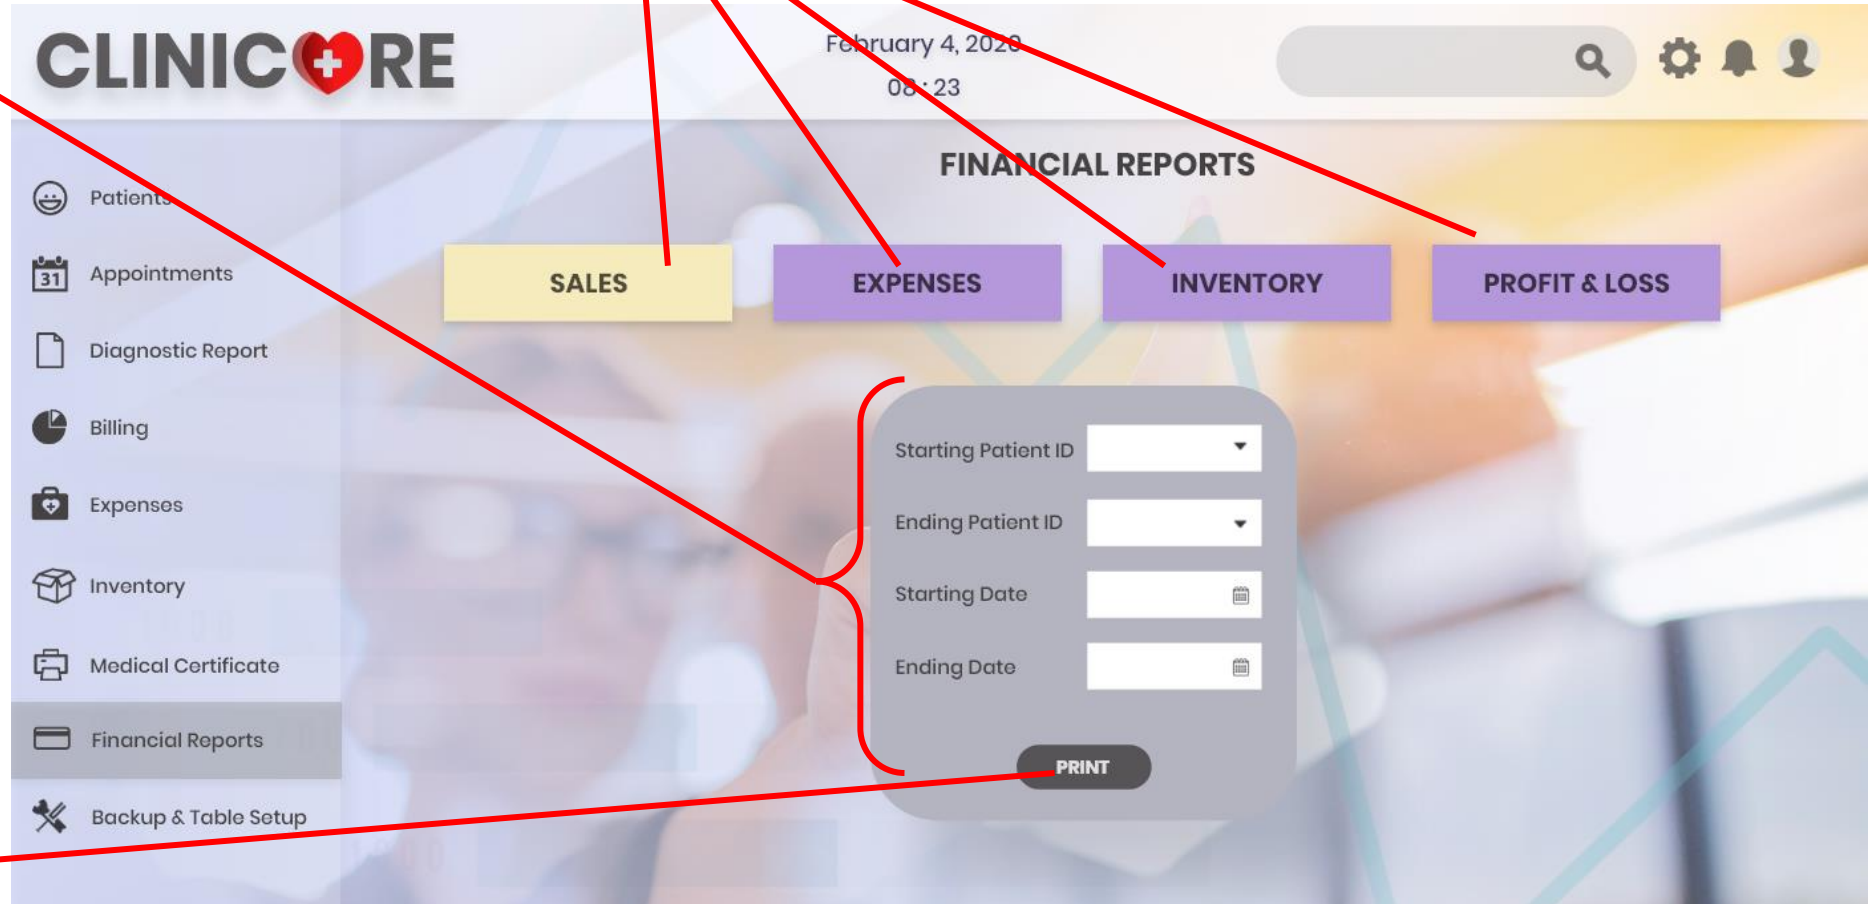 CLINICORE
February 4, 2020
08 : 23
FINANCIAL REPORTS
Patients
Appointments
31
Diagnostic Report
Billing
Expenses
Inventory
Medical Certificate
Financial Reports
Backup & Table Setup
SALES
EXPENSES
INVENTORY
PROFIT & LOSS
Starting Patient ID
Ending Patient ID
Starting Date
Ending Date
PRINT